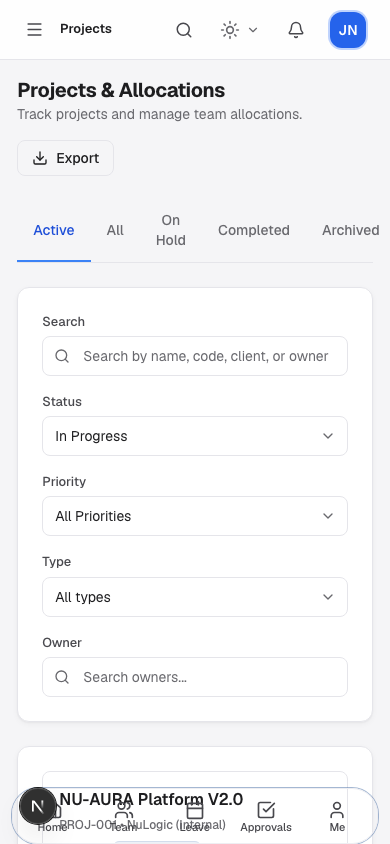 Projects
JN
Projects & Allocations
Track projects and manage team allocations.
Export
Active
All
On
Hold
Completed
Archived
Search
Search by name, code, client, or owner
Status
In Progress
Priority
All Priorities
Type
All types
Owner
Search owners...
NU-AURA Platform V2.0
PROJ-001 · NuLogic (Internal)
N
Home
Team
Leave
Approvals
Me